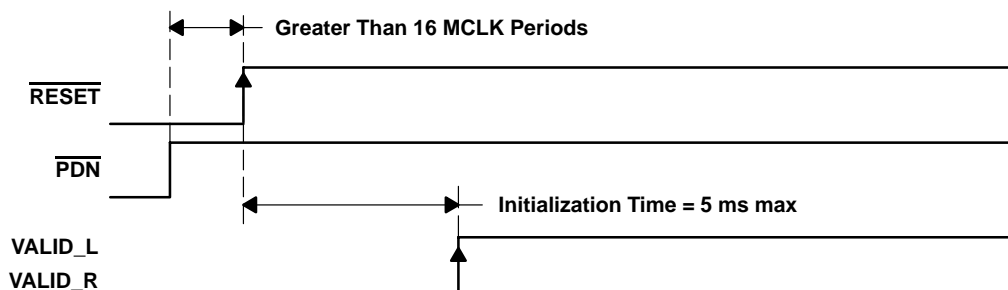 Greater Than 16 MCLK Periods
RESET
PDN
Initialization Time = 5 ms max
VALID_L
VALID_R